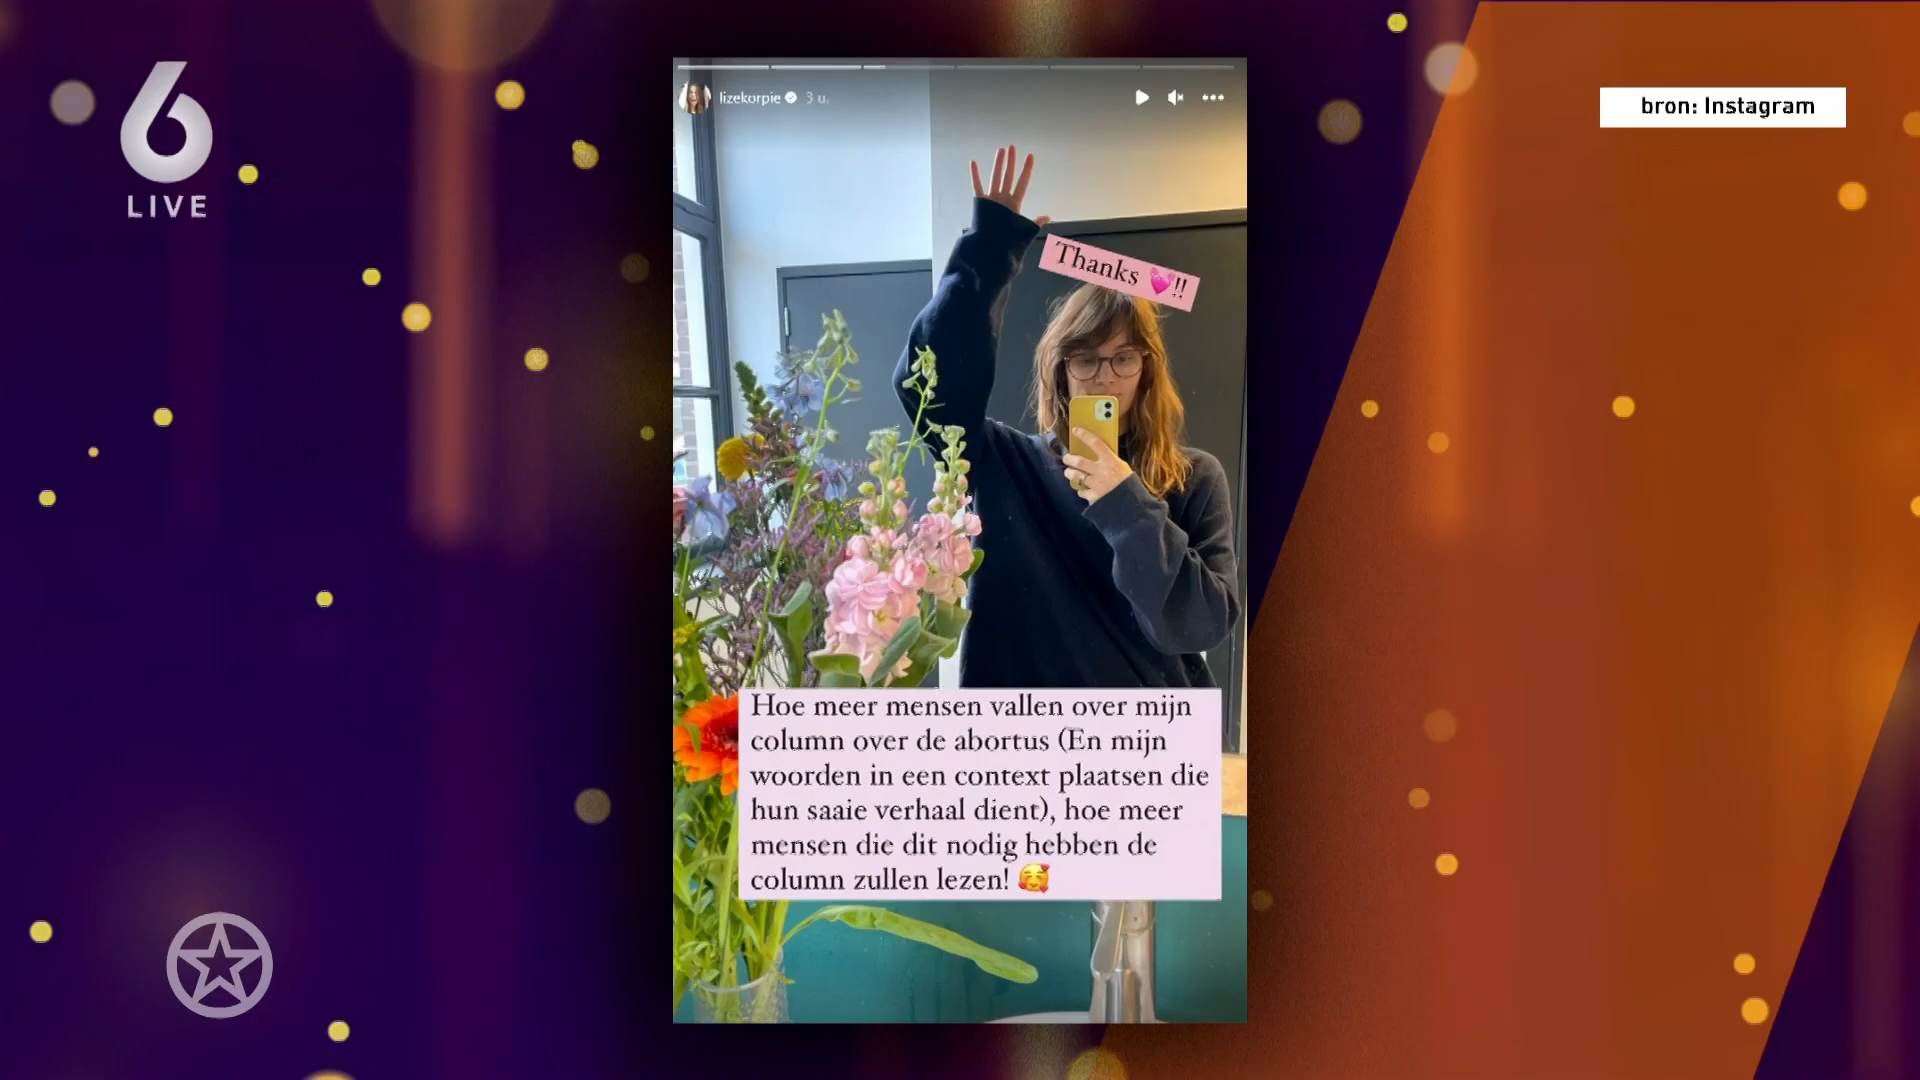 6
LIVE
bron: Instagram
lizekorpie 3 u.
Thanks 💓!!
Hoe meer mensen vallen over mijn
column over de abortus (En mijn
woorden in een context plaatsen die
hun saaie verhaal dient), hoe meer
mensen die dit nodig hebben de
column zullen lezen! 🥰